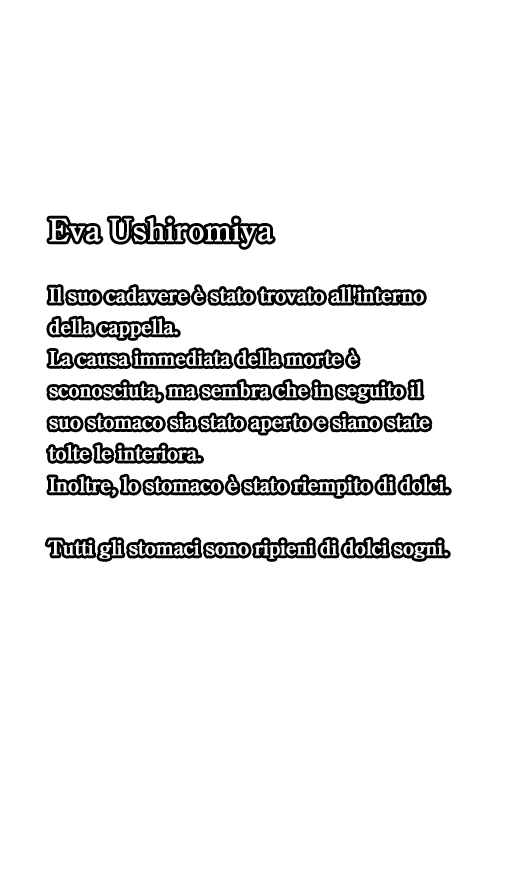 Eva Ushiromiya
Il suo cadavere è stato trovato all'interno
della cappella.
La causa immediata della morte è
sconosciuta, ma sembra che in seguito il
suo stomaco sia stato aperto e siano state
tolte le interiora.
Inoltre, lo stomaco è stato riempito di dolci.
Tutti gli stomaci sono ripieni di dolci sogni.